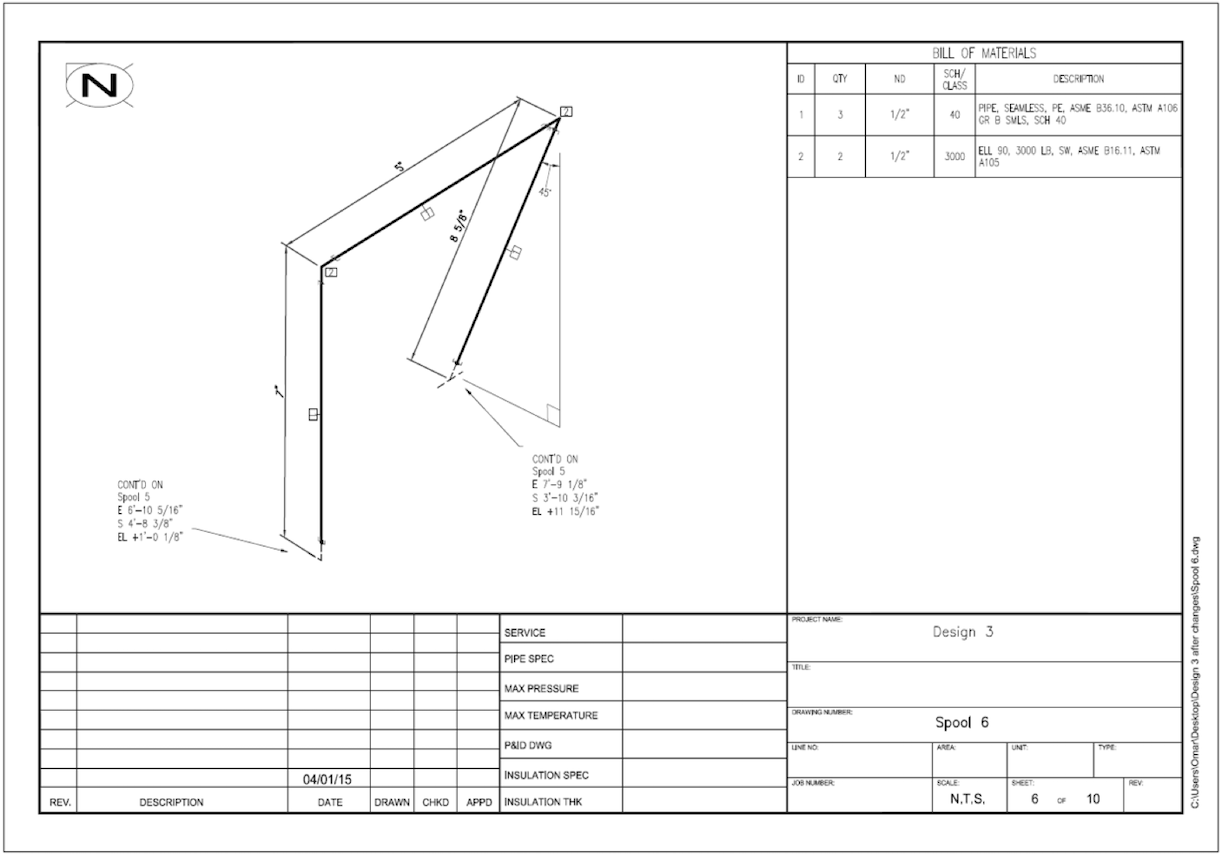 N
5"
2
45°
8 5/8"
2
7"
CONT'D ON
Spool 5
E 7'-9 1/8"
S 3'-10 3/16"
EL +11 15/16"
CONT'D ON
Spool 5
E 6'-10 5/16"
S 4'-8 3/8"
EL +1'-0 1/8"
BILL OF MATERIALS
ID QTY ND SCH/ DESCRIPTION
CLASS
1 3 1/2" 40 PIPE, SEAMLESS, PE, ASME B36.10, ASTM A106
GR B SMLS, SCH 40
2 2 1/2" 3000 ELL 90, 3000 LB, SW, ASME B16.11, ASTM
A105
SERVICE
PIPE SPEC
MAX PRESSURE
MAX TEMPERATURE
P&ID DWG
INSULATION SPEC
INSULATION THK
04/01/15
REV. DESCRIPTION DATE DRAWN CHKD APPD
PROJECT NAME:
Design 3
TITLE:
DRAWING NUMBER:
Spool 6
LINE NO: AREA: UNIT: TYPE:
JOB NUMBER: SCALE: SHEET: REV:
N.T.S. 6 OF 10
C:\Users\Omar\Desktop\Design 3 after changes\Spool 6.dwg